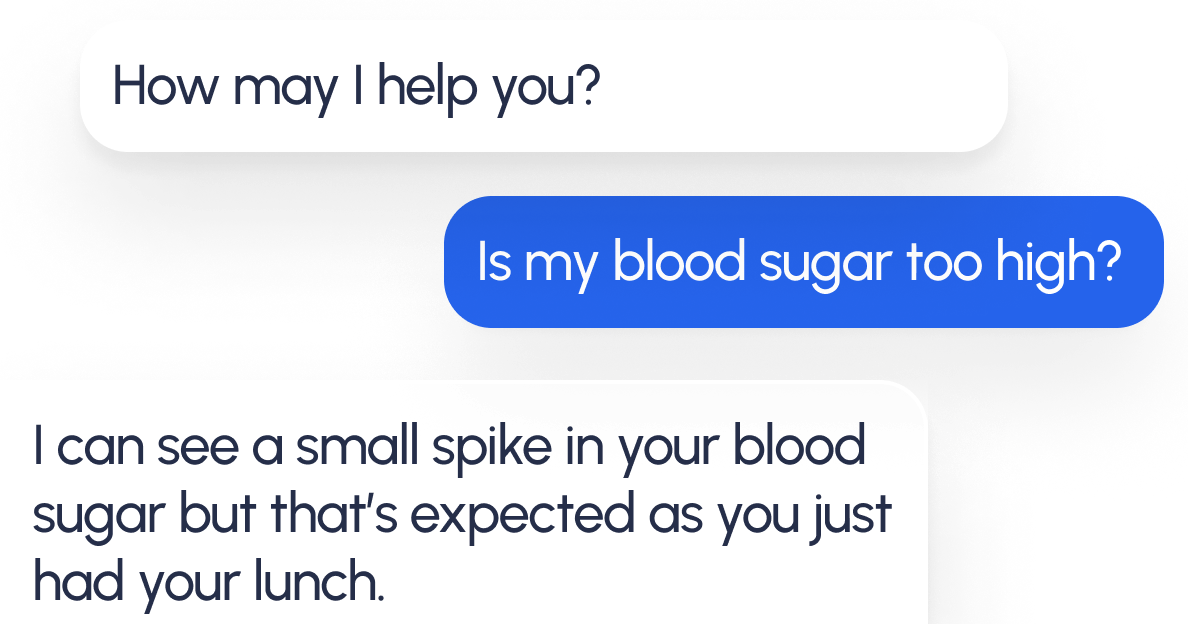 How may I help you?
Is my blood sugar too high?
I can see a small spike in your blood
sugar but that’s expected as you just
had your lunch.